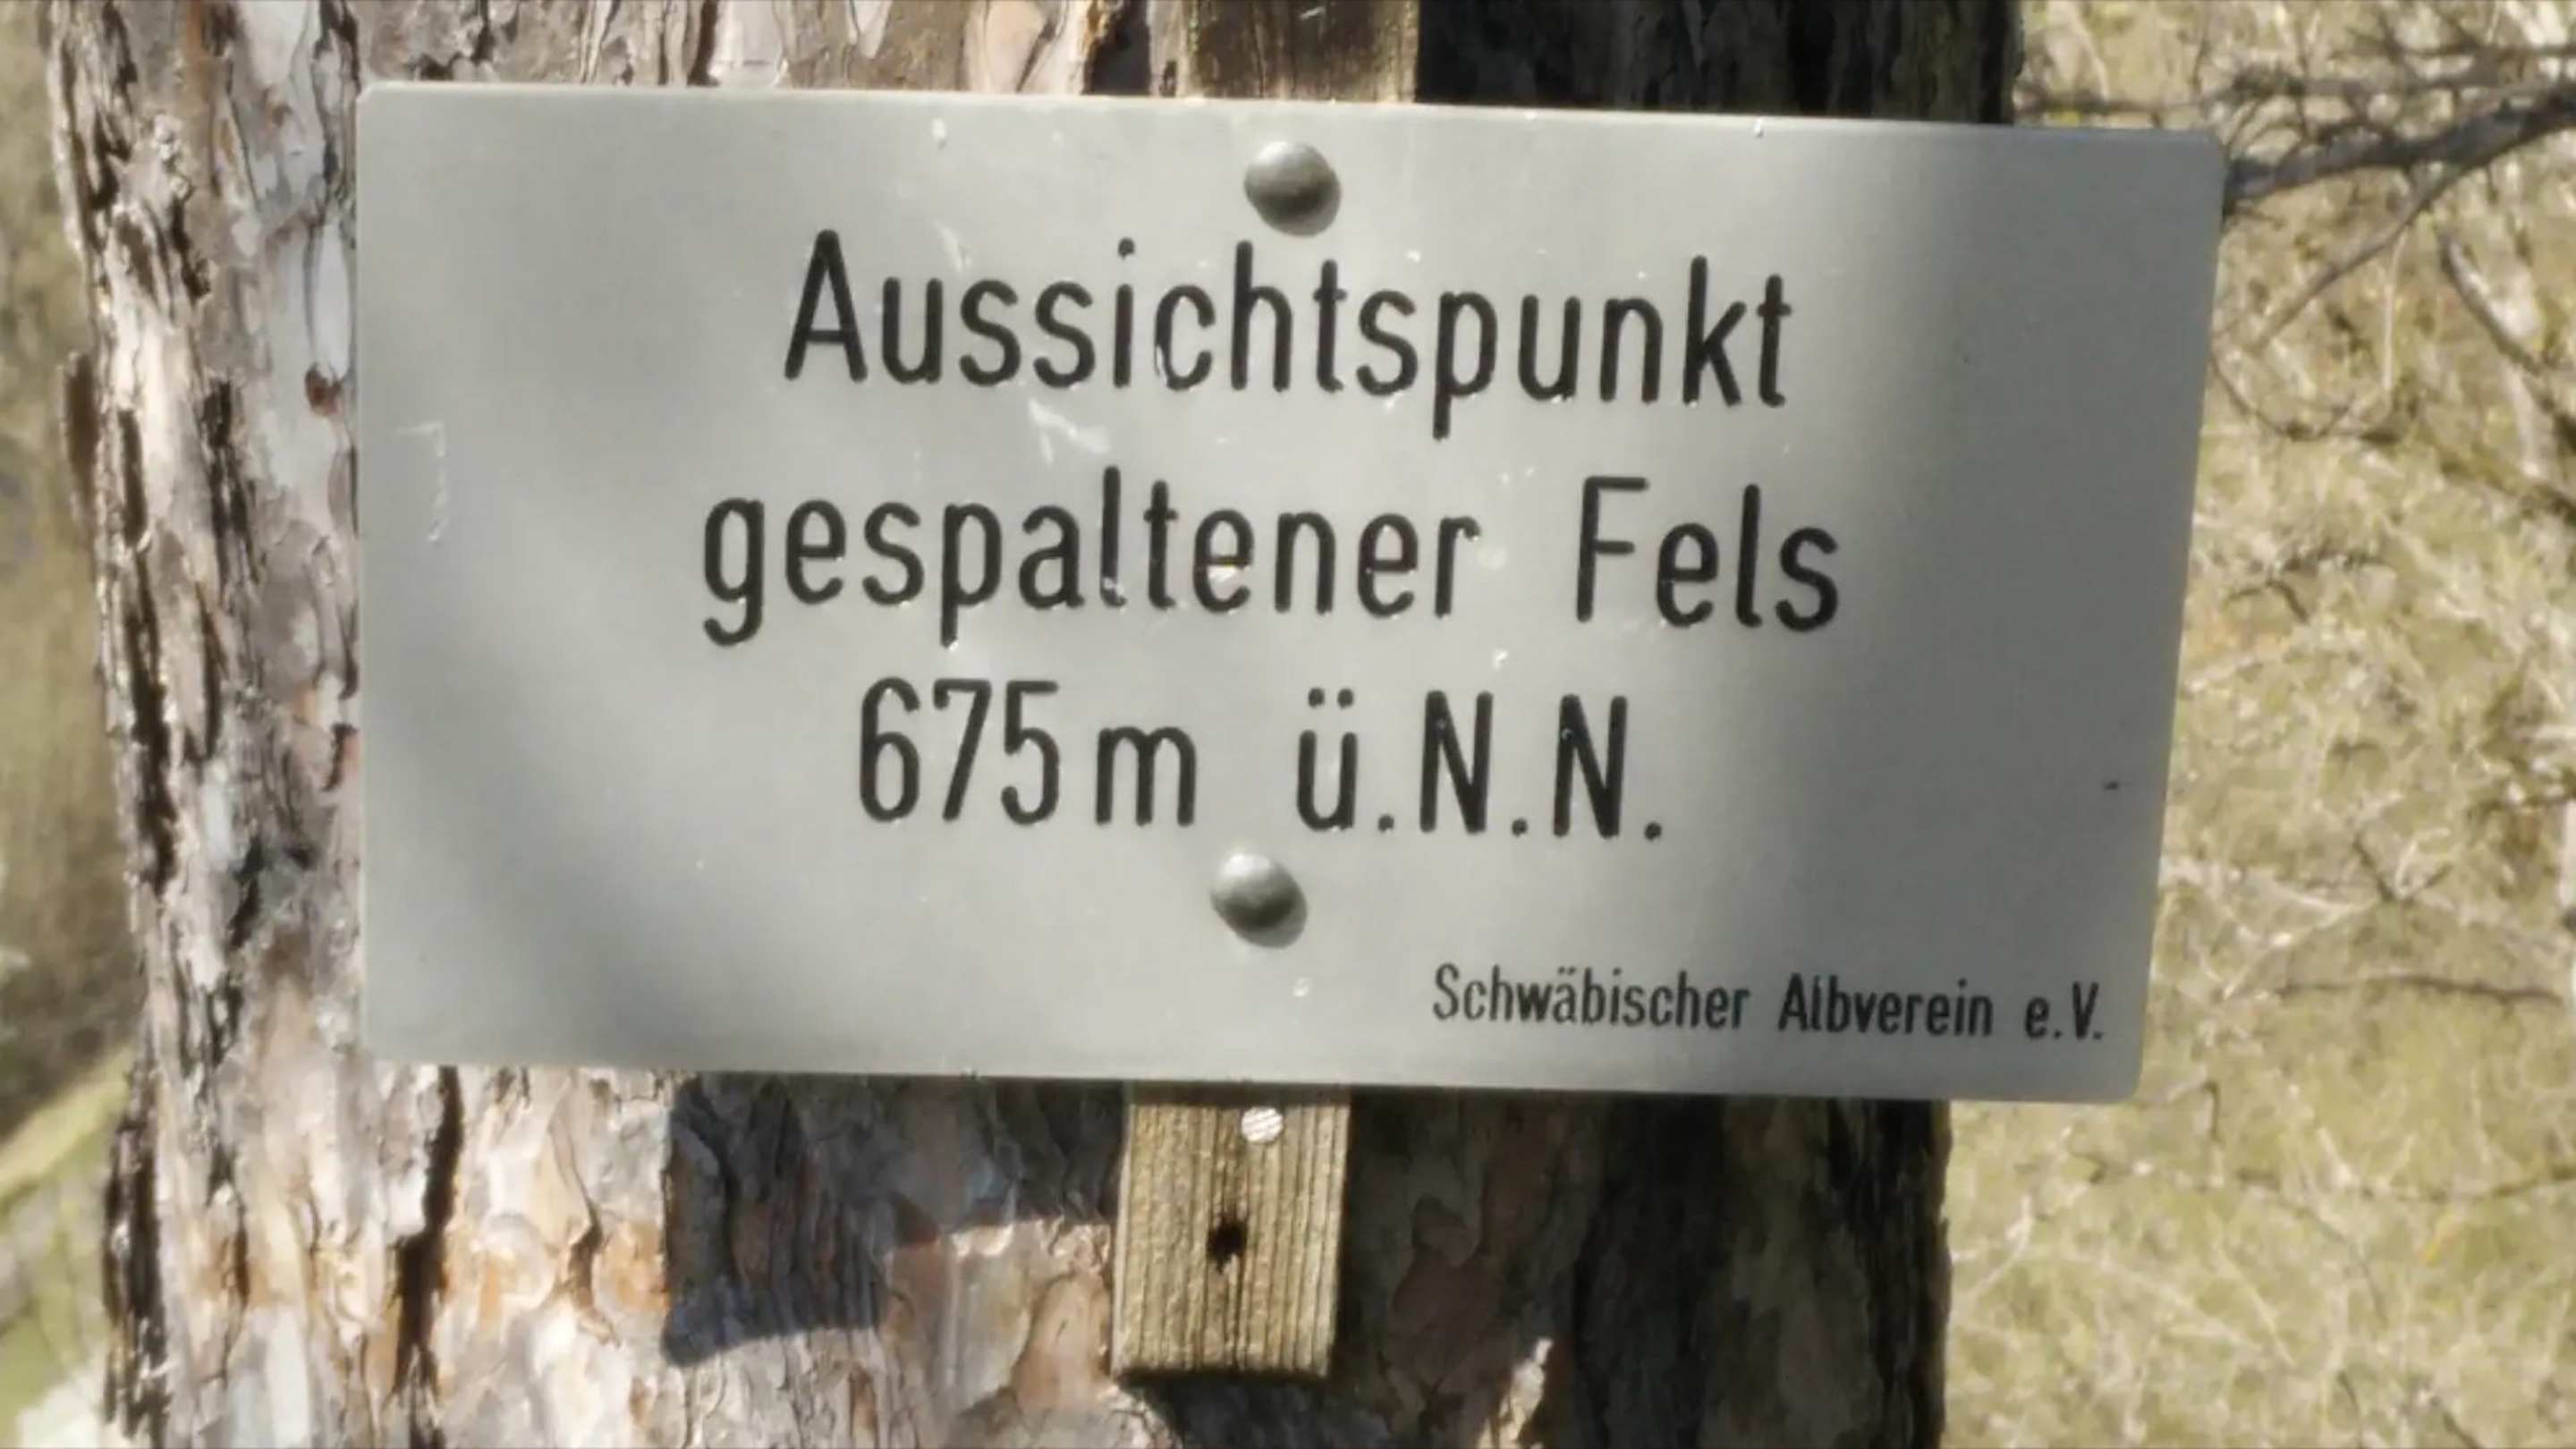 Aussichtspunkt
gespaltener Fels
675m ü.N.N.
Schwäbischer Albverein e.V.